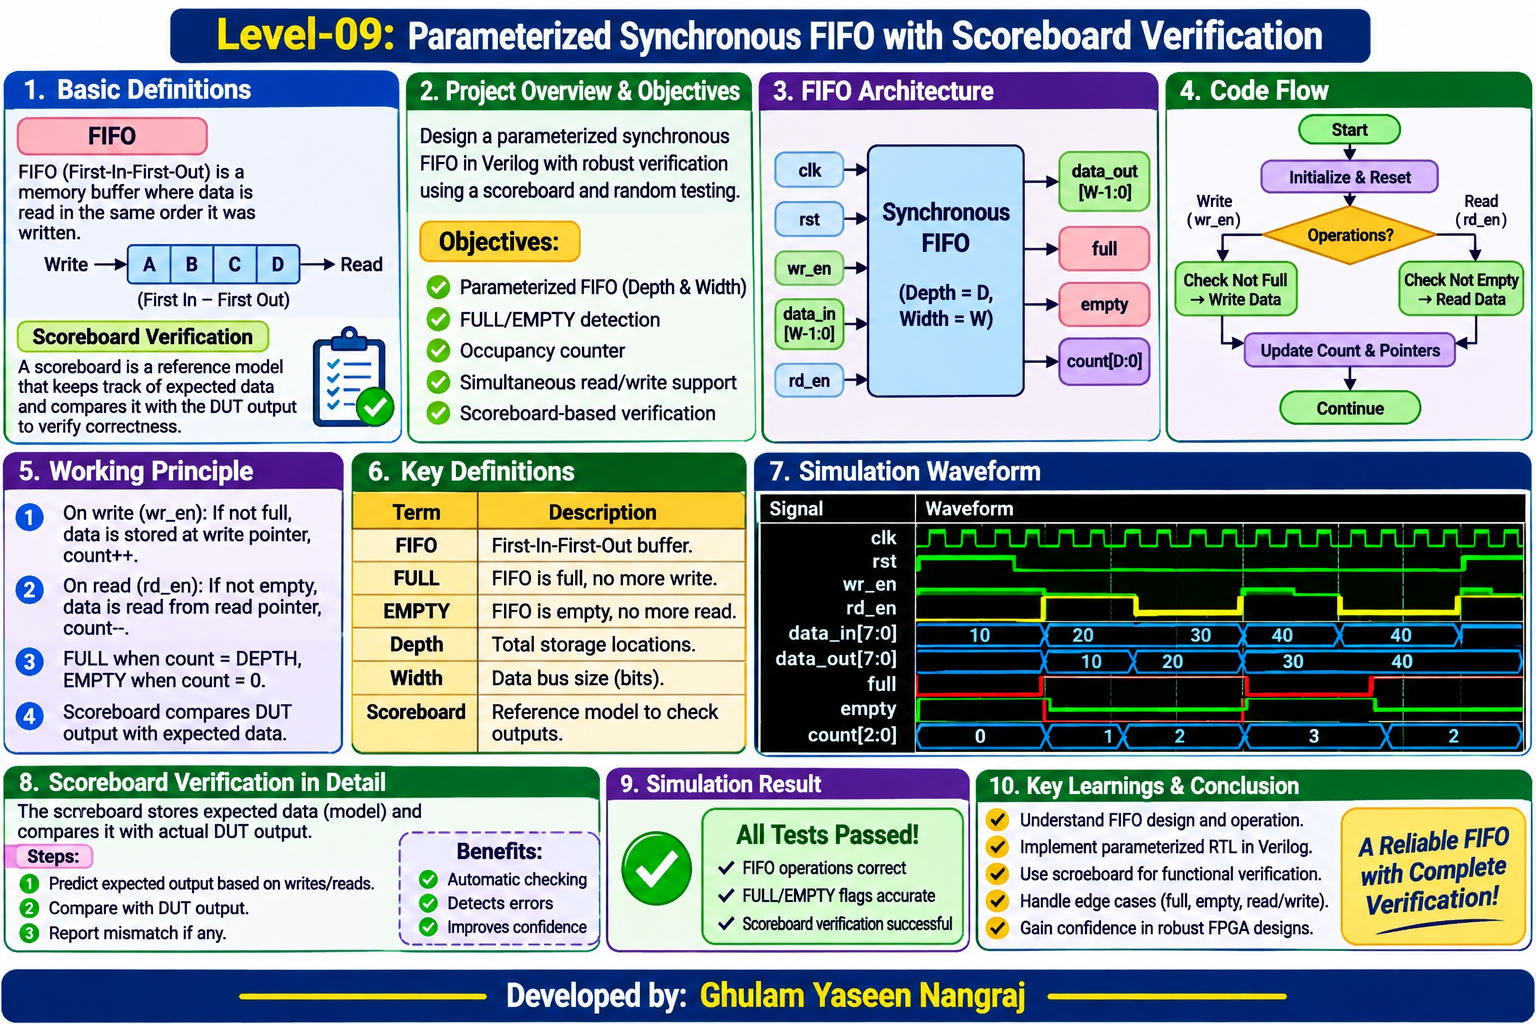 Level-09: Parameterized Synchronous FIFO with Scoreboard Verification
1. Basic Definitions
FIFO
FIFO (First-In-First-Out) is a
memory buffer where data is
read in the same order it was
written.
Write A B C D Read
(First In – First Out)
Scoreboard Verification
A scoreboard is a reference model
that keeps track of expected data
and compares it with the DUT output
to verify correctness.
2. Project Overview & Objectives
Design a parameterized synchronous
FIFO in Verilog with robust verification
using a scoreboard and random testing.
Objectives:
Parameterized FIFO (Depth & Width)
FULL/EMPTY detection
Occupancy counter
Simultaneous read/write support
Scoreboard-based verification
3. FIFO Architecture
clk
rst
wr_en
data_in
[W-1:0]
rd_en
Synchronous
FIFO
(Depth = D,
Width = W)
data_out
[W-1:0]
full
empty
count[D:0]
4. Code Flow
Start
Initialize & Reset
Write
(wr_en)
Operations?
Read
(rd_en)
Check Not Full
→ Write Data
Check Not Empty
→ Read Data
Update Count & Pointers
Continue
5. Working Principle
1 On write (wr_en): If not full,
data is stored at write pointer,
count++.
2 On read (rd_en): If not empty,
data is read from read pointer,
count--.
3 FULL when count = DEPTH,
EMPTY when count = 0.
4 Scoreboard compares DUT
output with expected data.
6. Key Definitions
Term Description
FIFO First-In-First-Out buffer.
FULL FIFO is full, no more write.
EMPTY FIFO is empty, no more read.
Depth Total storage locations.
Width Data bus size (bits).
Scoreboard Reference model to check
outputs.
7. Simulation Waveform
Signal Waveform
clk
rst
wr_en
rd_en
data_in[7:0] 10 20 30 40 40
data_out[7:0] 10 20 30 40
full
empty
count[2:0] 0 1 2 3 2
8. Scoreboard Verification in Detail
The scrreboard stores expected data (model) and
compares it with actual DUT output.
Steps:
1 Predict expected output based on writes/reads.
2 Compare with DUT output.
3 Report mismatch if any.
Benefits:
Automatic checking
Detects errors
Improves confidence
9. Simulation Result
All Tests Passed!
FIFO operations correct
FULL/EMPTY flags accurate
Scoreboard verification successful
10. Key Learnings & Conclusion
Understand FIFO design and operation.
Implement parameterized RTL in Verilog.
Use scroeboard for functional verification.
Handle edge cases (full, empty, read/write).
Gain confidence in robust FPGA designs.
A Reliable FIFO
with Complete
Verification!
Developed by: Ghulam Yaseen Nangraj